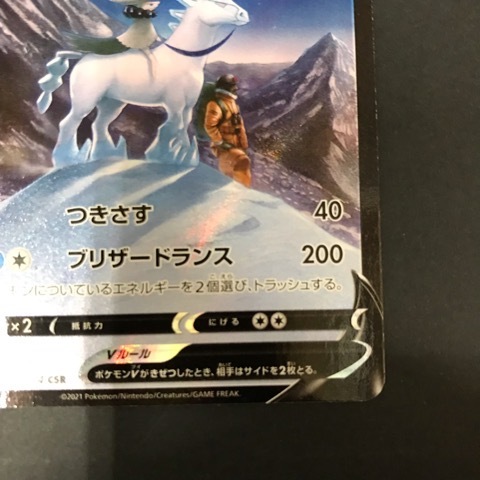 つきさす 40
ブリザードランス 200
についているエネルギーを2個選び、トラッシュする。
×2 抵抗力 にげる
Vルール
ポケモンVがきぜつしたとき、相手はサイドを2枚とる。
CSR
©2021 Pokémon/Nintendo/Creatures/GAME FREAK.